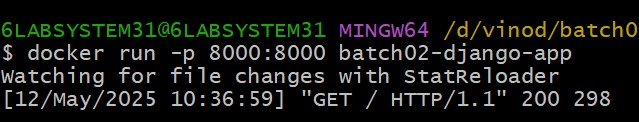 6LABSYSTEM31@6LABSYSTEM31 MINGW64 /d/vinod/batch0
$ docker run -p 8000:8000 batch02-django-app
Watching for file changes with StatReloader
[12/May/2025 10:36:59] "GET / HTTP/1.1" 200 298